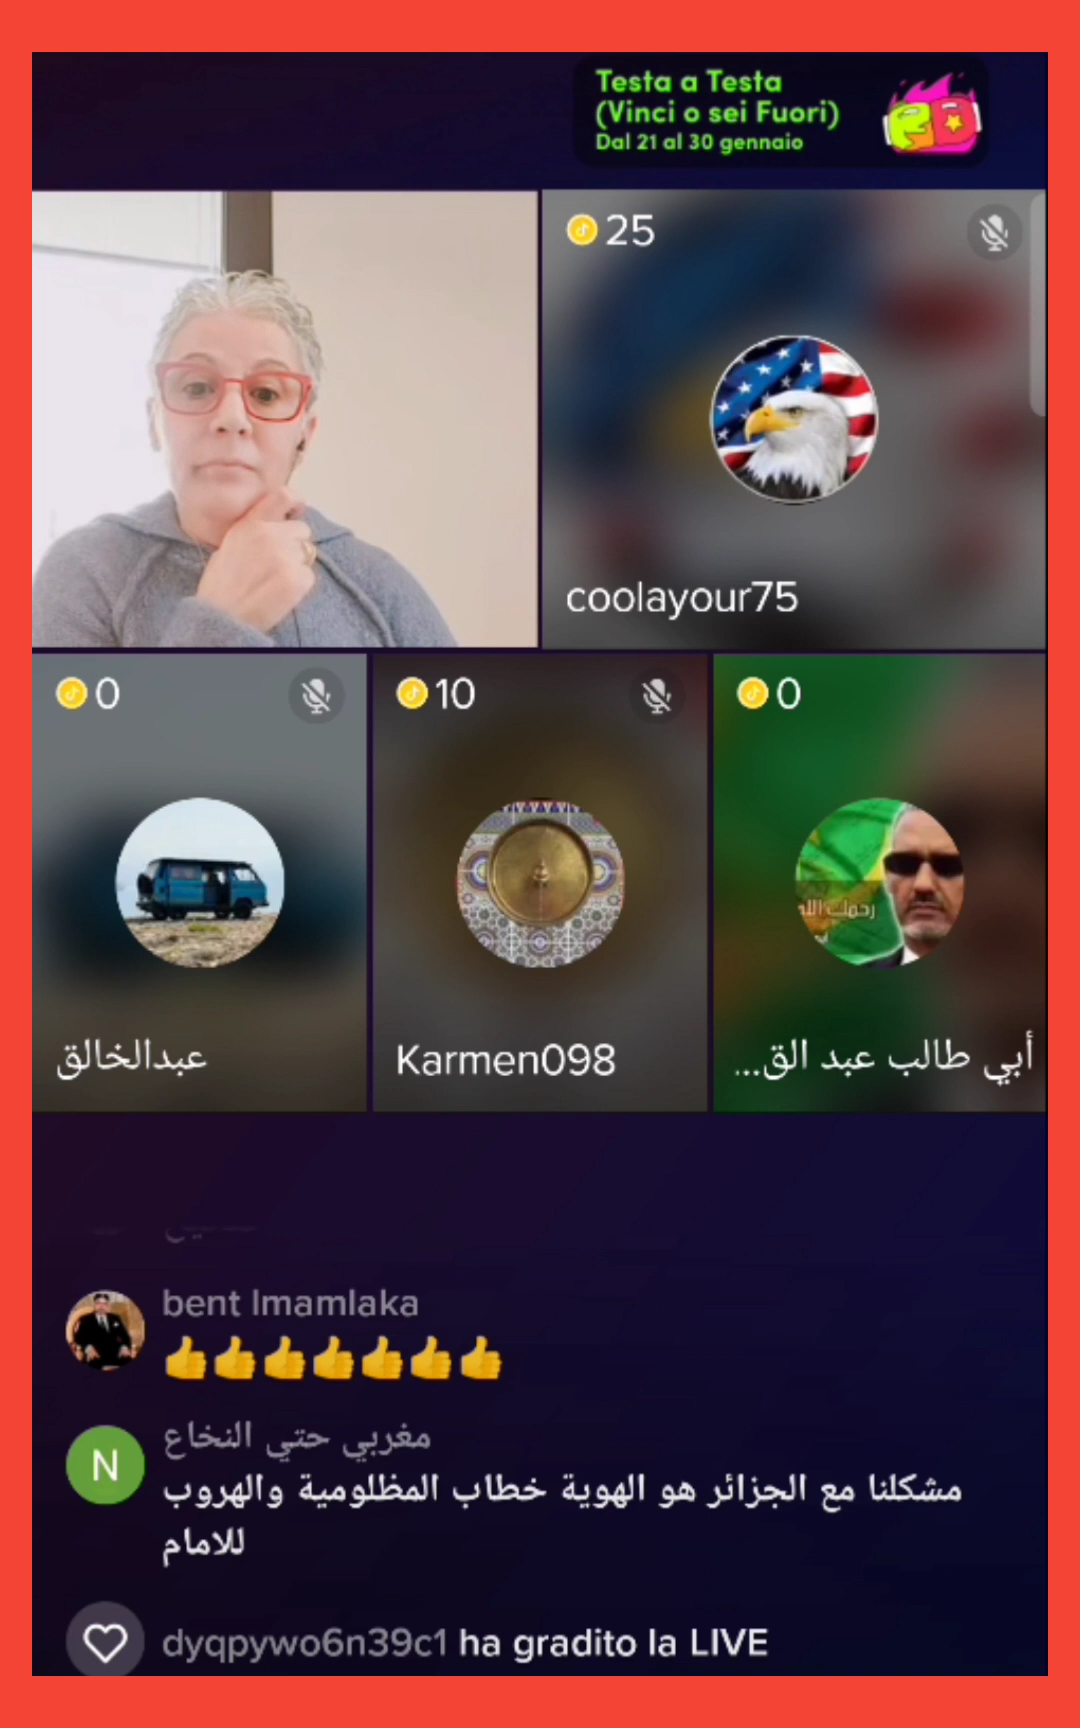 Testa a Testa
(Vinci o sei Fuori)
Dal 21 al 30 gennaio
25
coolayour75
0
10
0
رحمك الله
عبدالخالق
Karmen098
أبي طالب عبد الق...
bent lmamlaka
👍👍👍👍👍👍👍
مغربي حتي النخاع
N
مشكلنا مع الجزائر هو الهوية خطاب المظلومية والهروب
للامام
dyqpywo6n39c1 ha gradito la LIVE